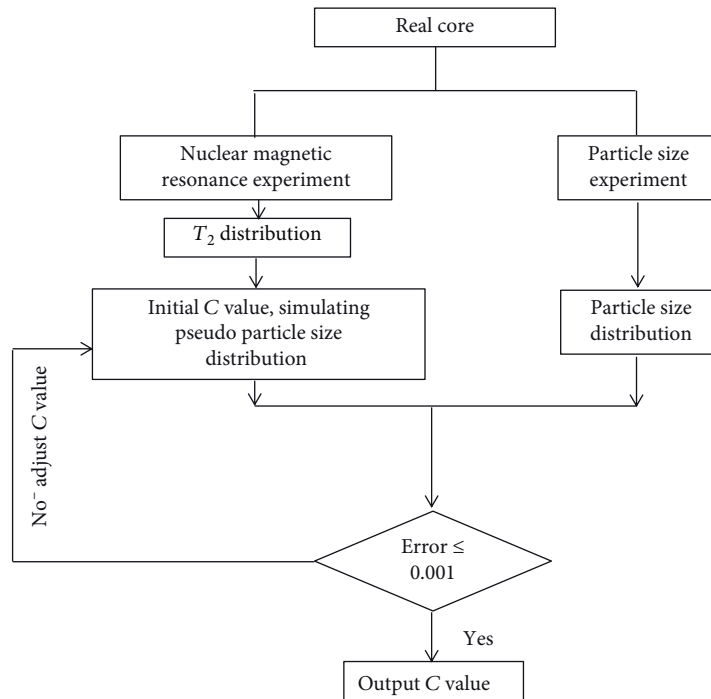 Real core
Nuclear magnetic
resonance experiment
Particle size
experiment
T₂ distribution
Initial C value, simulating
pseudo particle size
distribution
Particle size
distribution
No⁻ adjust C value
Error ≤
0.001
Yes
Output C value